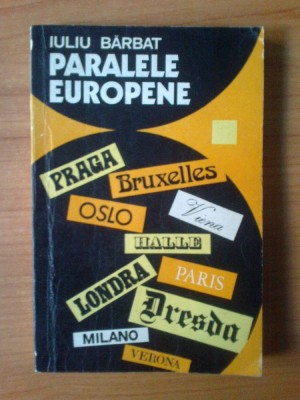 IULIU BĂRBAT
PARALELE
EUROPENE
PRAGA
Bruxelles
OSLO
Viena
HALLE
PARIS
LONDRA
Dresda
MILANO
VERONA